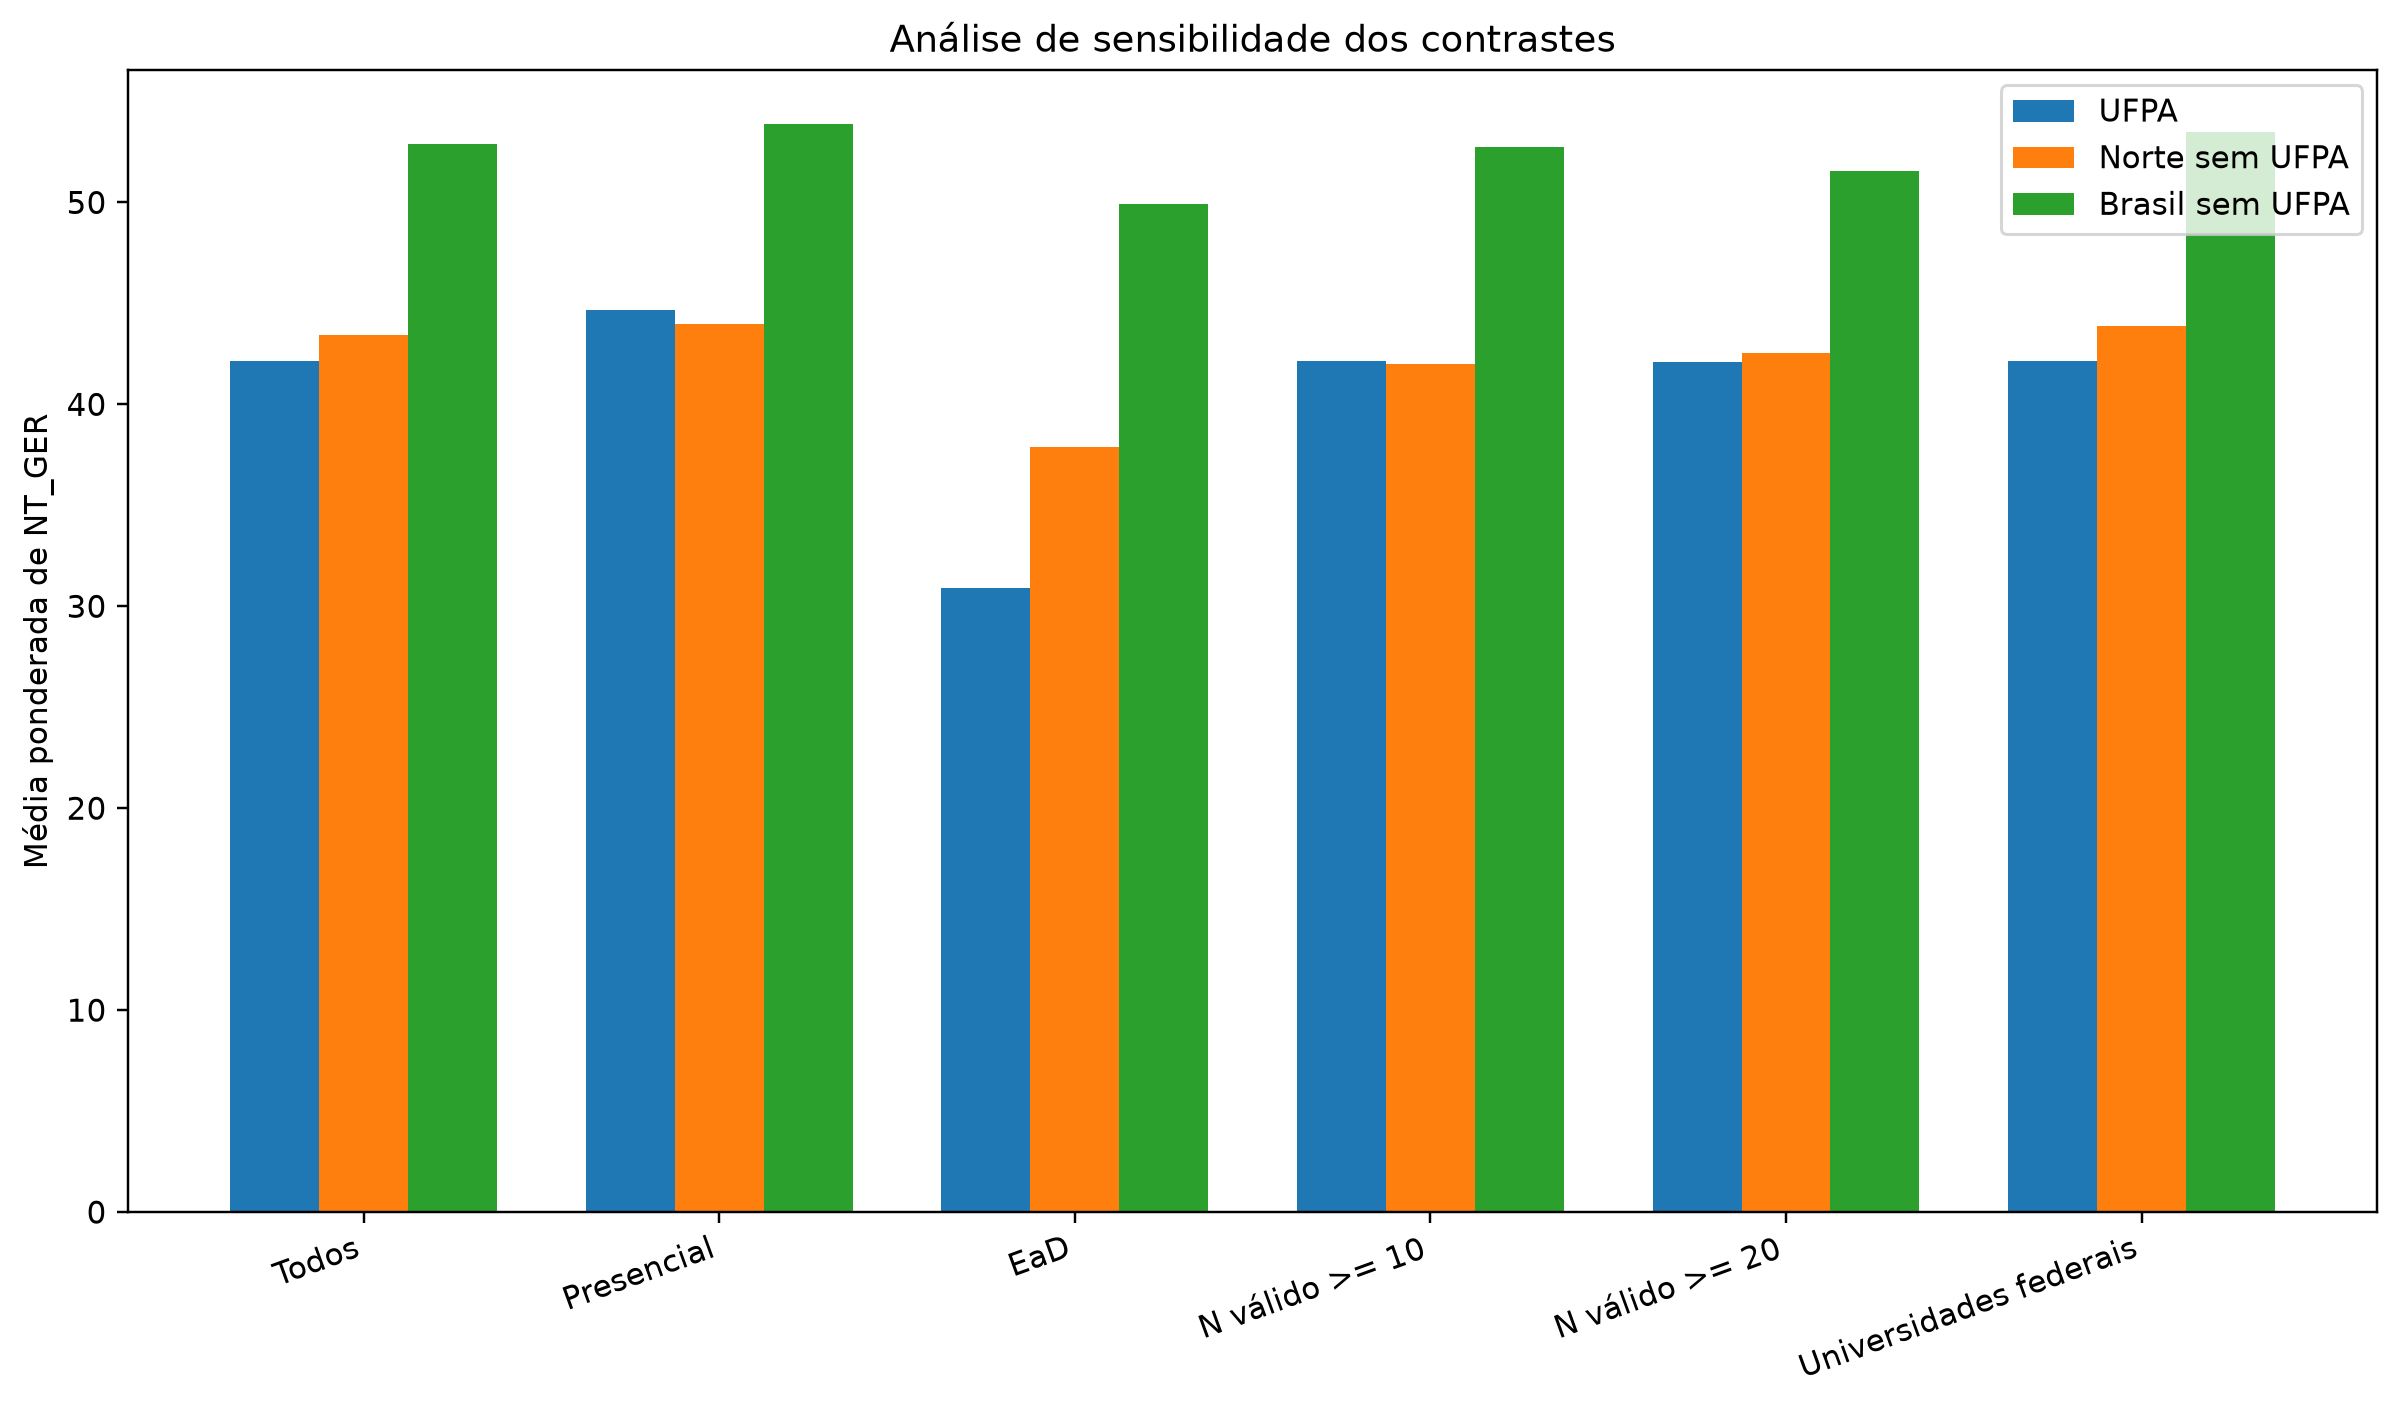 Análise de sensibilidade dos contrastes
UFPA
Norte sem UFPA
Brasil sem UFPA
Média ponderada de NT_GER
50
40
30
20
10
0
Todos
Presencial
EaD
N válido >= 10
N válido >= 20
Universidades federais